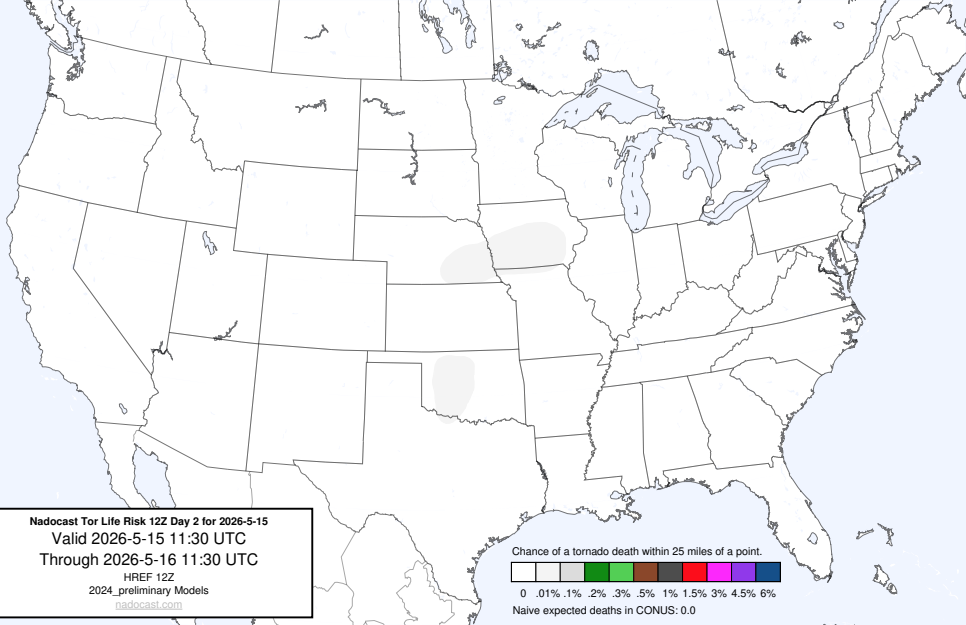 Nadocast Tor Life Risk 12Z Day 2 for 2026-5-15
Valid 2026-5-15 11:30 UTC
Through 2026-5-16 11:30 UTC
HREF 12Z
2024_preliminary Models
nadocast.com
Chance of a tornado death within 25 miles of a point.
0 .01% .1% .2% .3% .5% 1% 1.5% 3% 4.5% 6%
Naive expected deaths in CONUS: 0.0